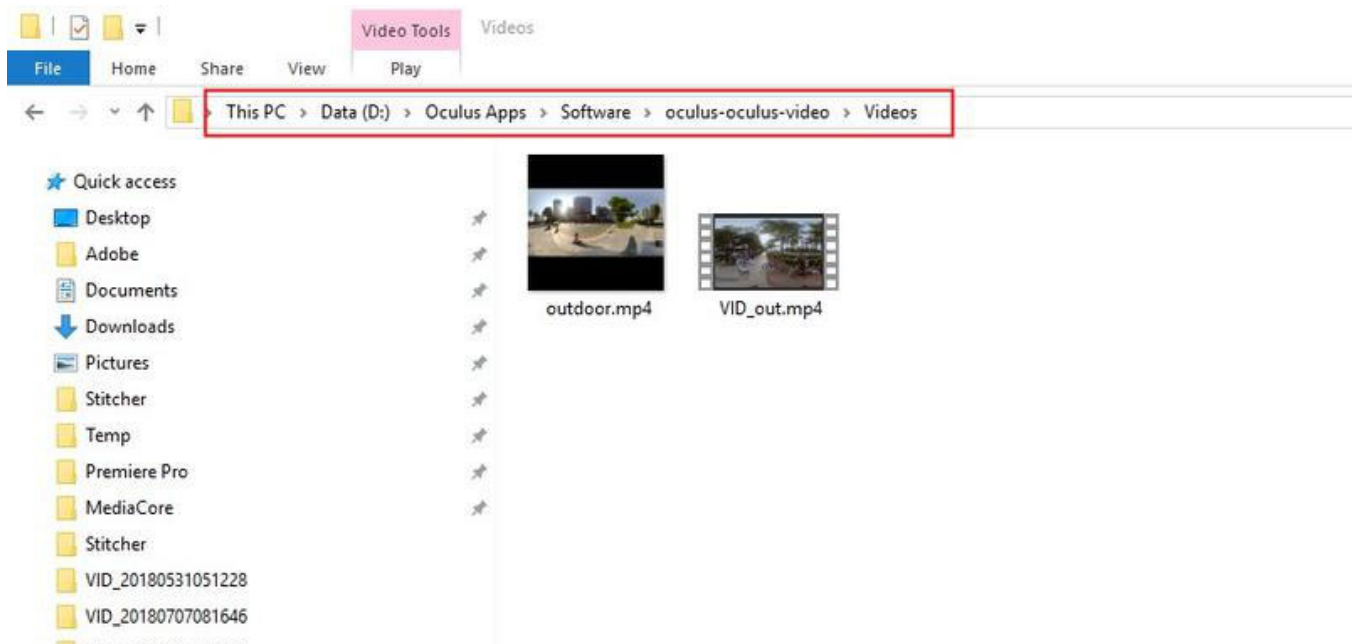 Video Tools Videos
File Home Share View Play
This PC > Data (D:) > Oculus Apps > Software > oculus-oculus-video > Videos
Quick access
Desktop
Adobe
Documents
Downloads
Pictures
Stitcher
Temp
Premiere Pro
MediaCore
Stitcher
VID_20180531051228
VID_20180707081646
outdoor.mp4 VID_out.mp4